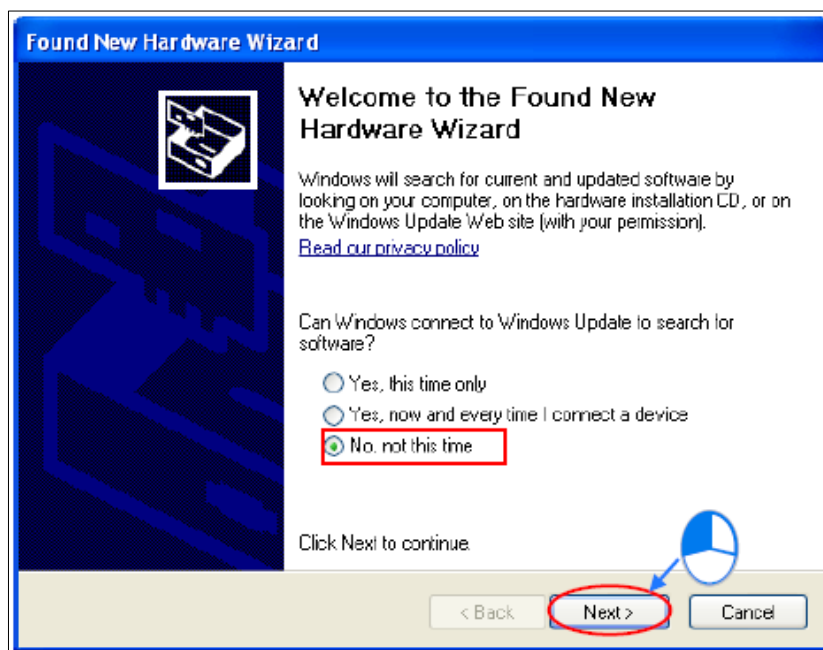 Found New Hardware Wizard
Welcome to the Found New
Hardware Wizard
Windows will search for current and updated software by
looking on your computer, on the hardware installation CD, or on
the Windows Update Web site (with your permission).
Read our privacy policy
Can Windows connect to Windows Update to search for
software?
Yes, this time only
Yes, now and every time I connect a device
No, not this time
Click Next to continue.
< Back
Next >
Cancel